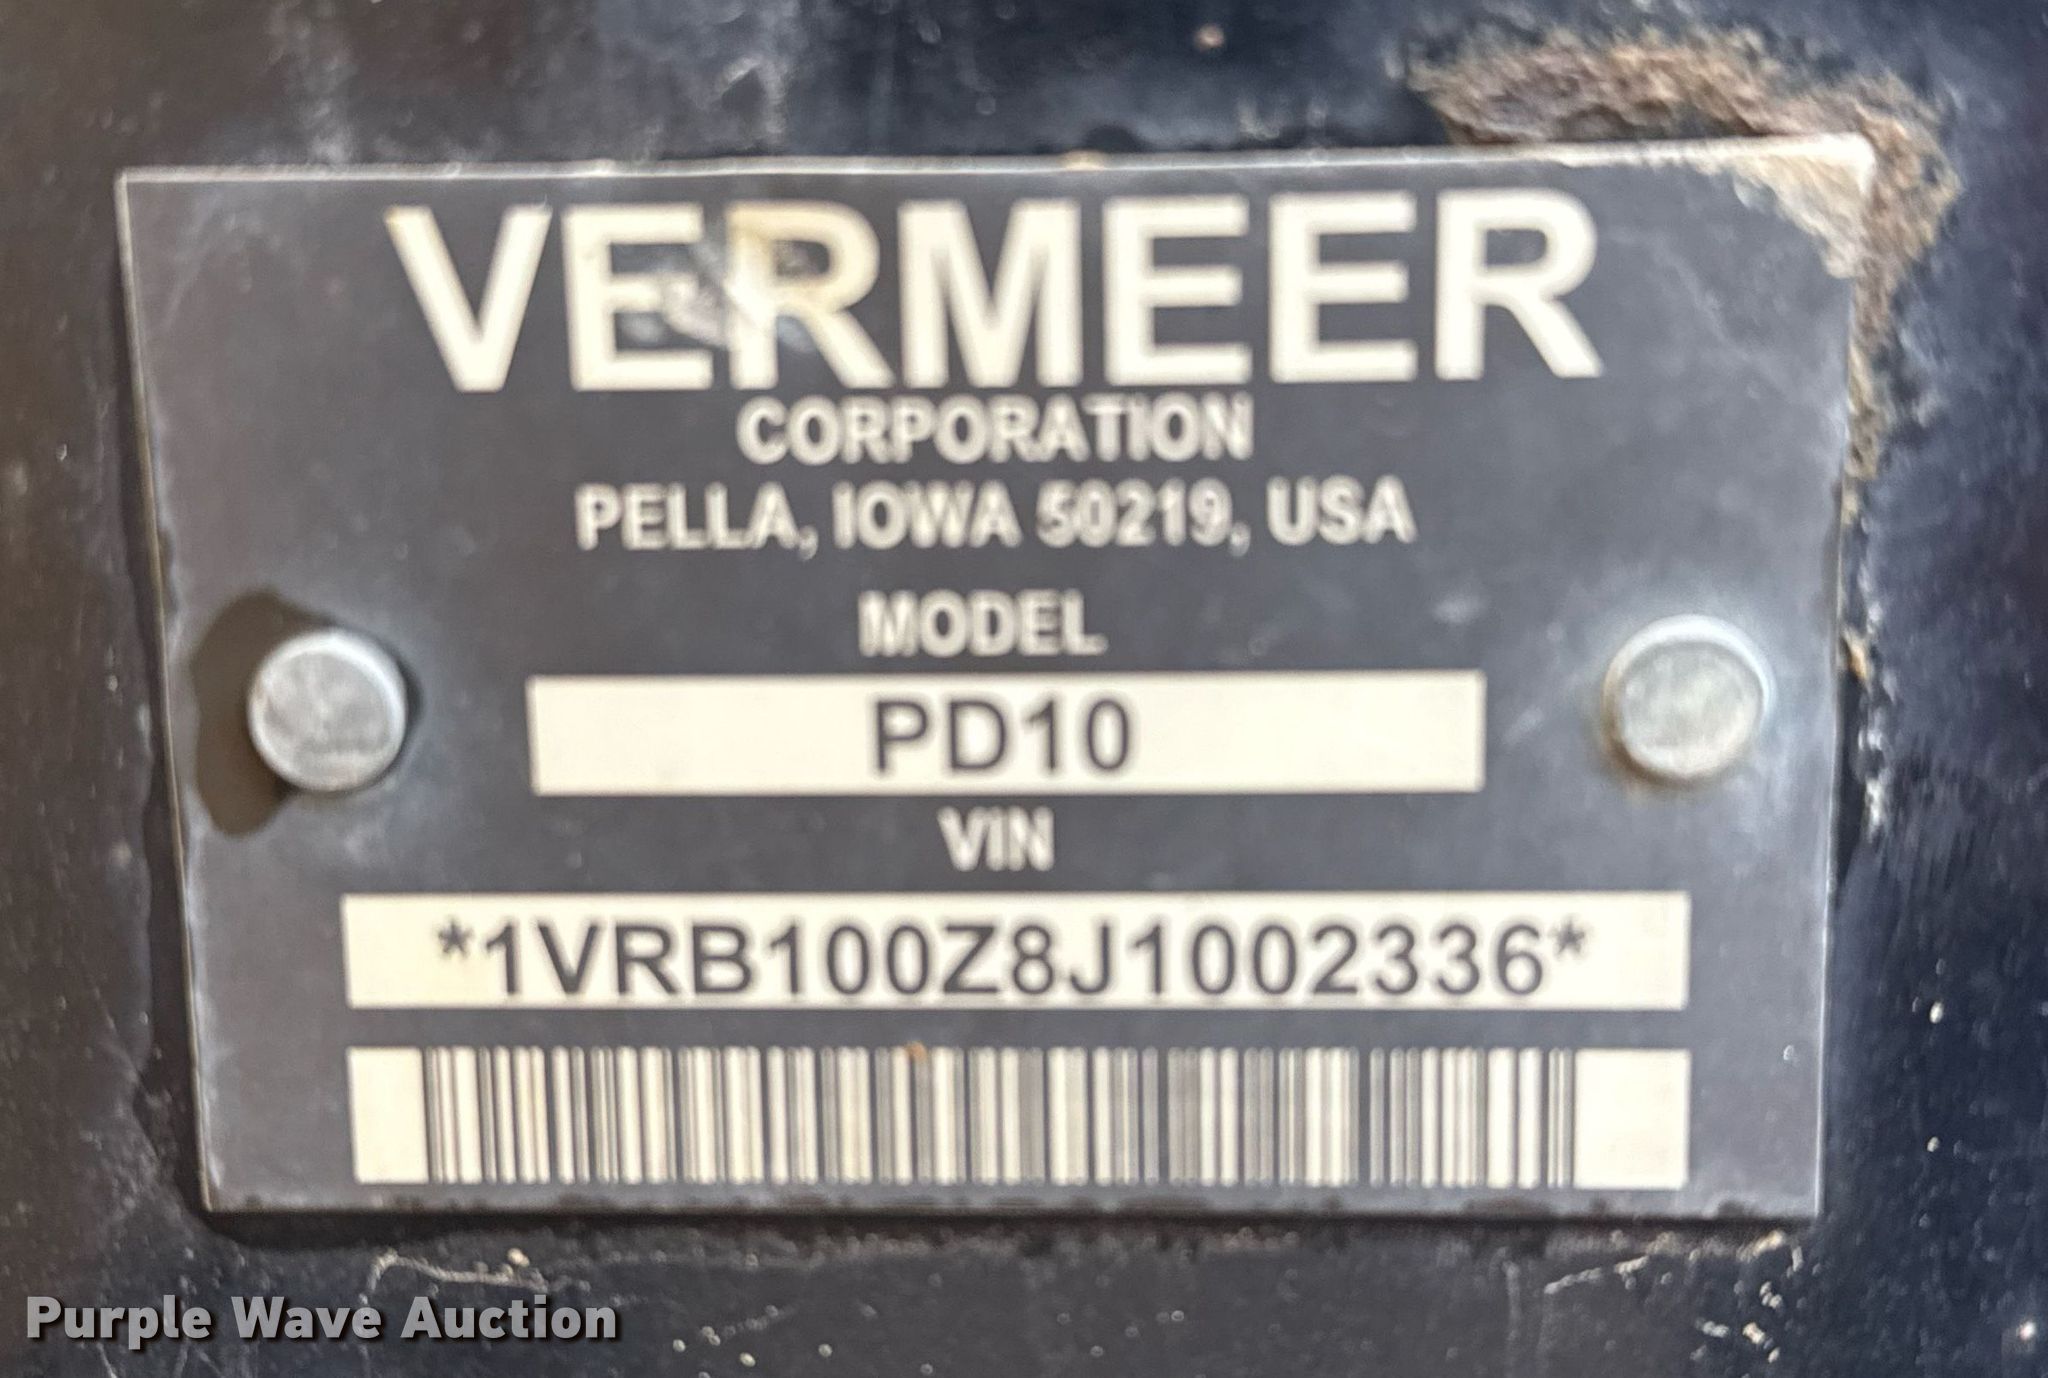 VERMEER
CORPORATION
PELLA, IOWA 50219, USA
MODEL
PD10
VIN
*1VRB100Z8J1002336*
Purple Wave Auction